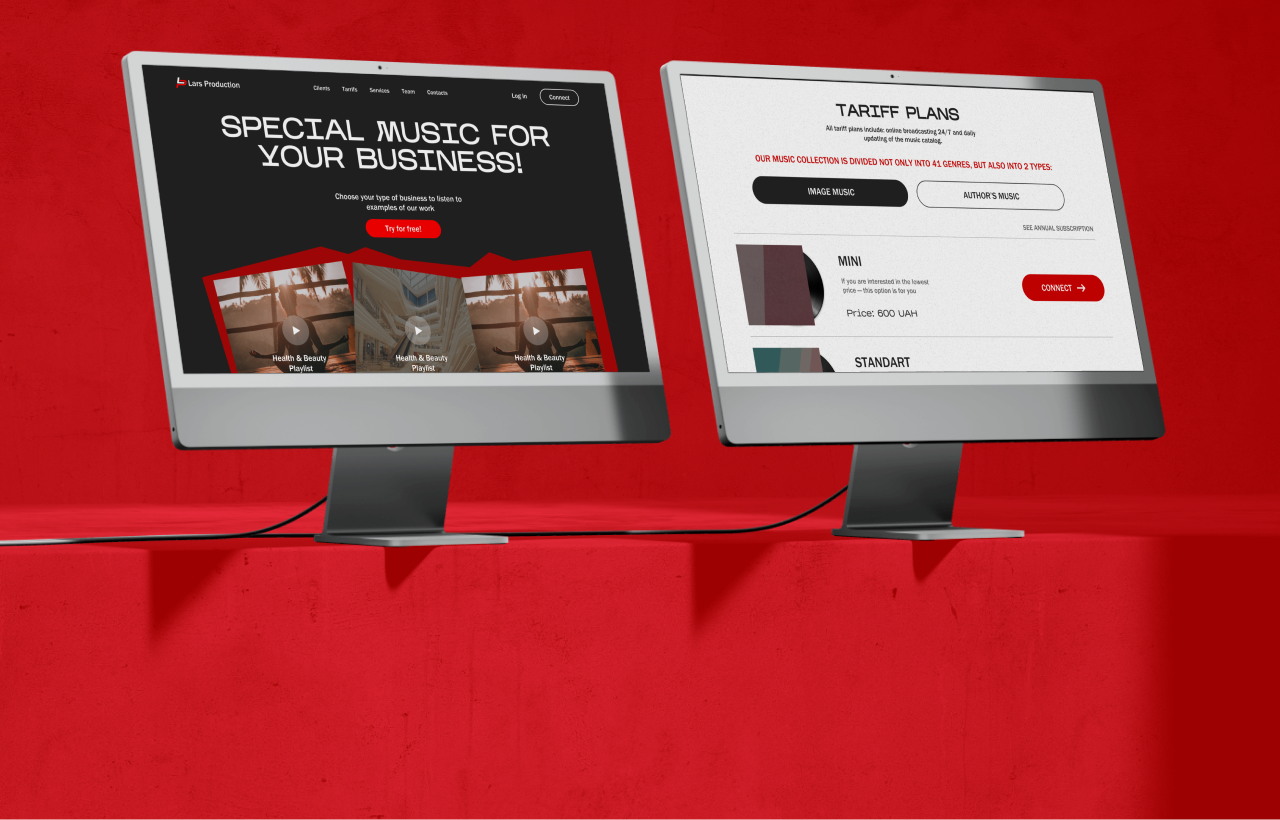 Lars Production
Clients Tarrifs Services Team Contacts
Log in
Connect
SPECIAL MUSIC FOR
YOUR BUSINESS!
Choose your type of business to listen to
examples of our work
Try for free!
Health & Beauty
Playlist
Health & Beauty
Playlist
Health & Beauty
Playlist
TARIFF PLANS
All tariff plans include: online broadcasting 24/7 and daily
updating of the music catalog.
OUR MUSIC COLLECTION IS DIVIDED NOT ONLY INTO 41 GENRES, BUT ALSO INTO 2 TYPES:
IMAGE MUSIC
AUTHOR'S MUSIC
SEE ANNUAL SUBSCRIPTION
MINI
If you are interested in the lowest
price — this option is for you
Price: 600 UAH
CONNECT
STANDART